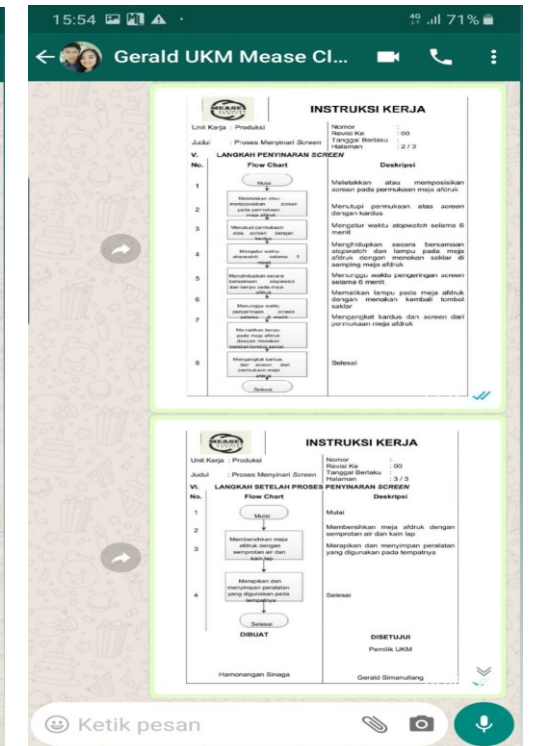 15:54
4G
71%
Gerald UKM Mease Cl...
MEASE
INSTRUKSI KERJA
Unit Kerja : Produksi
Nomor :
Revisi Ke : 00
Judul : Proses Menyinari Screen
Tanggal Berlaku :
Halaman : 2 / 3
V. LANGKAH PENYINARAN SCREEN
No. Flow Chart Deskripsi
Mulai
1
Meletakkan atau memposisikan screen pada permukaan meja afdruk
Meletakkan atau memposisikan
screen pada permukaan meja afdruk
2
Menutupi permukaan atas screen dengan kardus
Menutupi permukaan atas screen
dengan kardus
3
Mengatur waktu stopwatch selama 6 menit
Mengatur waktu stopwatch selama 6
menit
4
Menghidupkan secara bersamaan stopwatch dan lampu pada meja afdruk
Menghidupkan secara bersamaan
stopwatch dan lampu pada meja
afdruk dengan menekan saklar di
samping meja afdruk
5
Menunggu waktu pengeringan screen selama 6 menit
Menunggu waktu pengeringan screen
selama 6 menit
6
Mematikan lampu pada meja afdruk dengan menekan kembali tombol saklar
Mematikan lampu pada meja afdruk
dengan menakan kembali tombol
saklar
7
Mengangkat kardus dan screen dari permukaan meja afdruk
Mengangkat kardus dan screen dari
permukaan meja afdruk
8
Selesai
Selesai
MEASE
INSTRUKSI KERJA
Unit Kerja : Produksi
Nomor :
Revisi Ke : 00
Judul : Proses Menyinari Screen
Tanggal Berlaku :
Halaman : 3 / 3
VI. LANGKAH SETELAH PROSES PENYINARAN SCREEN
No. Flow Chart Deskripsi
1
Mulai
Mulai
2
Membersihkan meja
afdruk dengan
semprotan air dan
kain lap
Membersihkan meja afdruk dengan
semprotan air dan kain lap
3
Merapikan dan
menyimpan peralatan
yang digunakan pada
tempatnya
Merapikan dan menyimpan peralatan
yang digunakan pada tempatnya
4
Selesai
Selesai
DIBUAT
DISETUJUI
Pemilik UKM
Hamonangan Sinaga
Gerald Simanullang
Ketik pesan